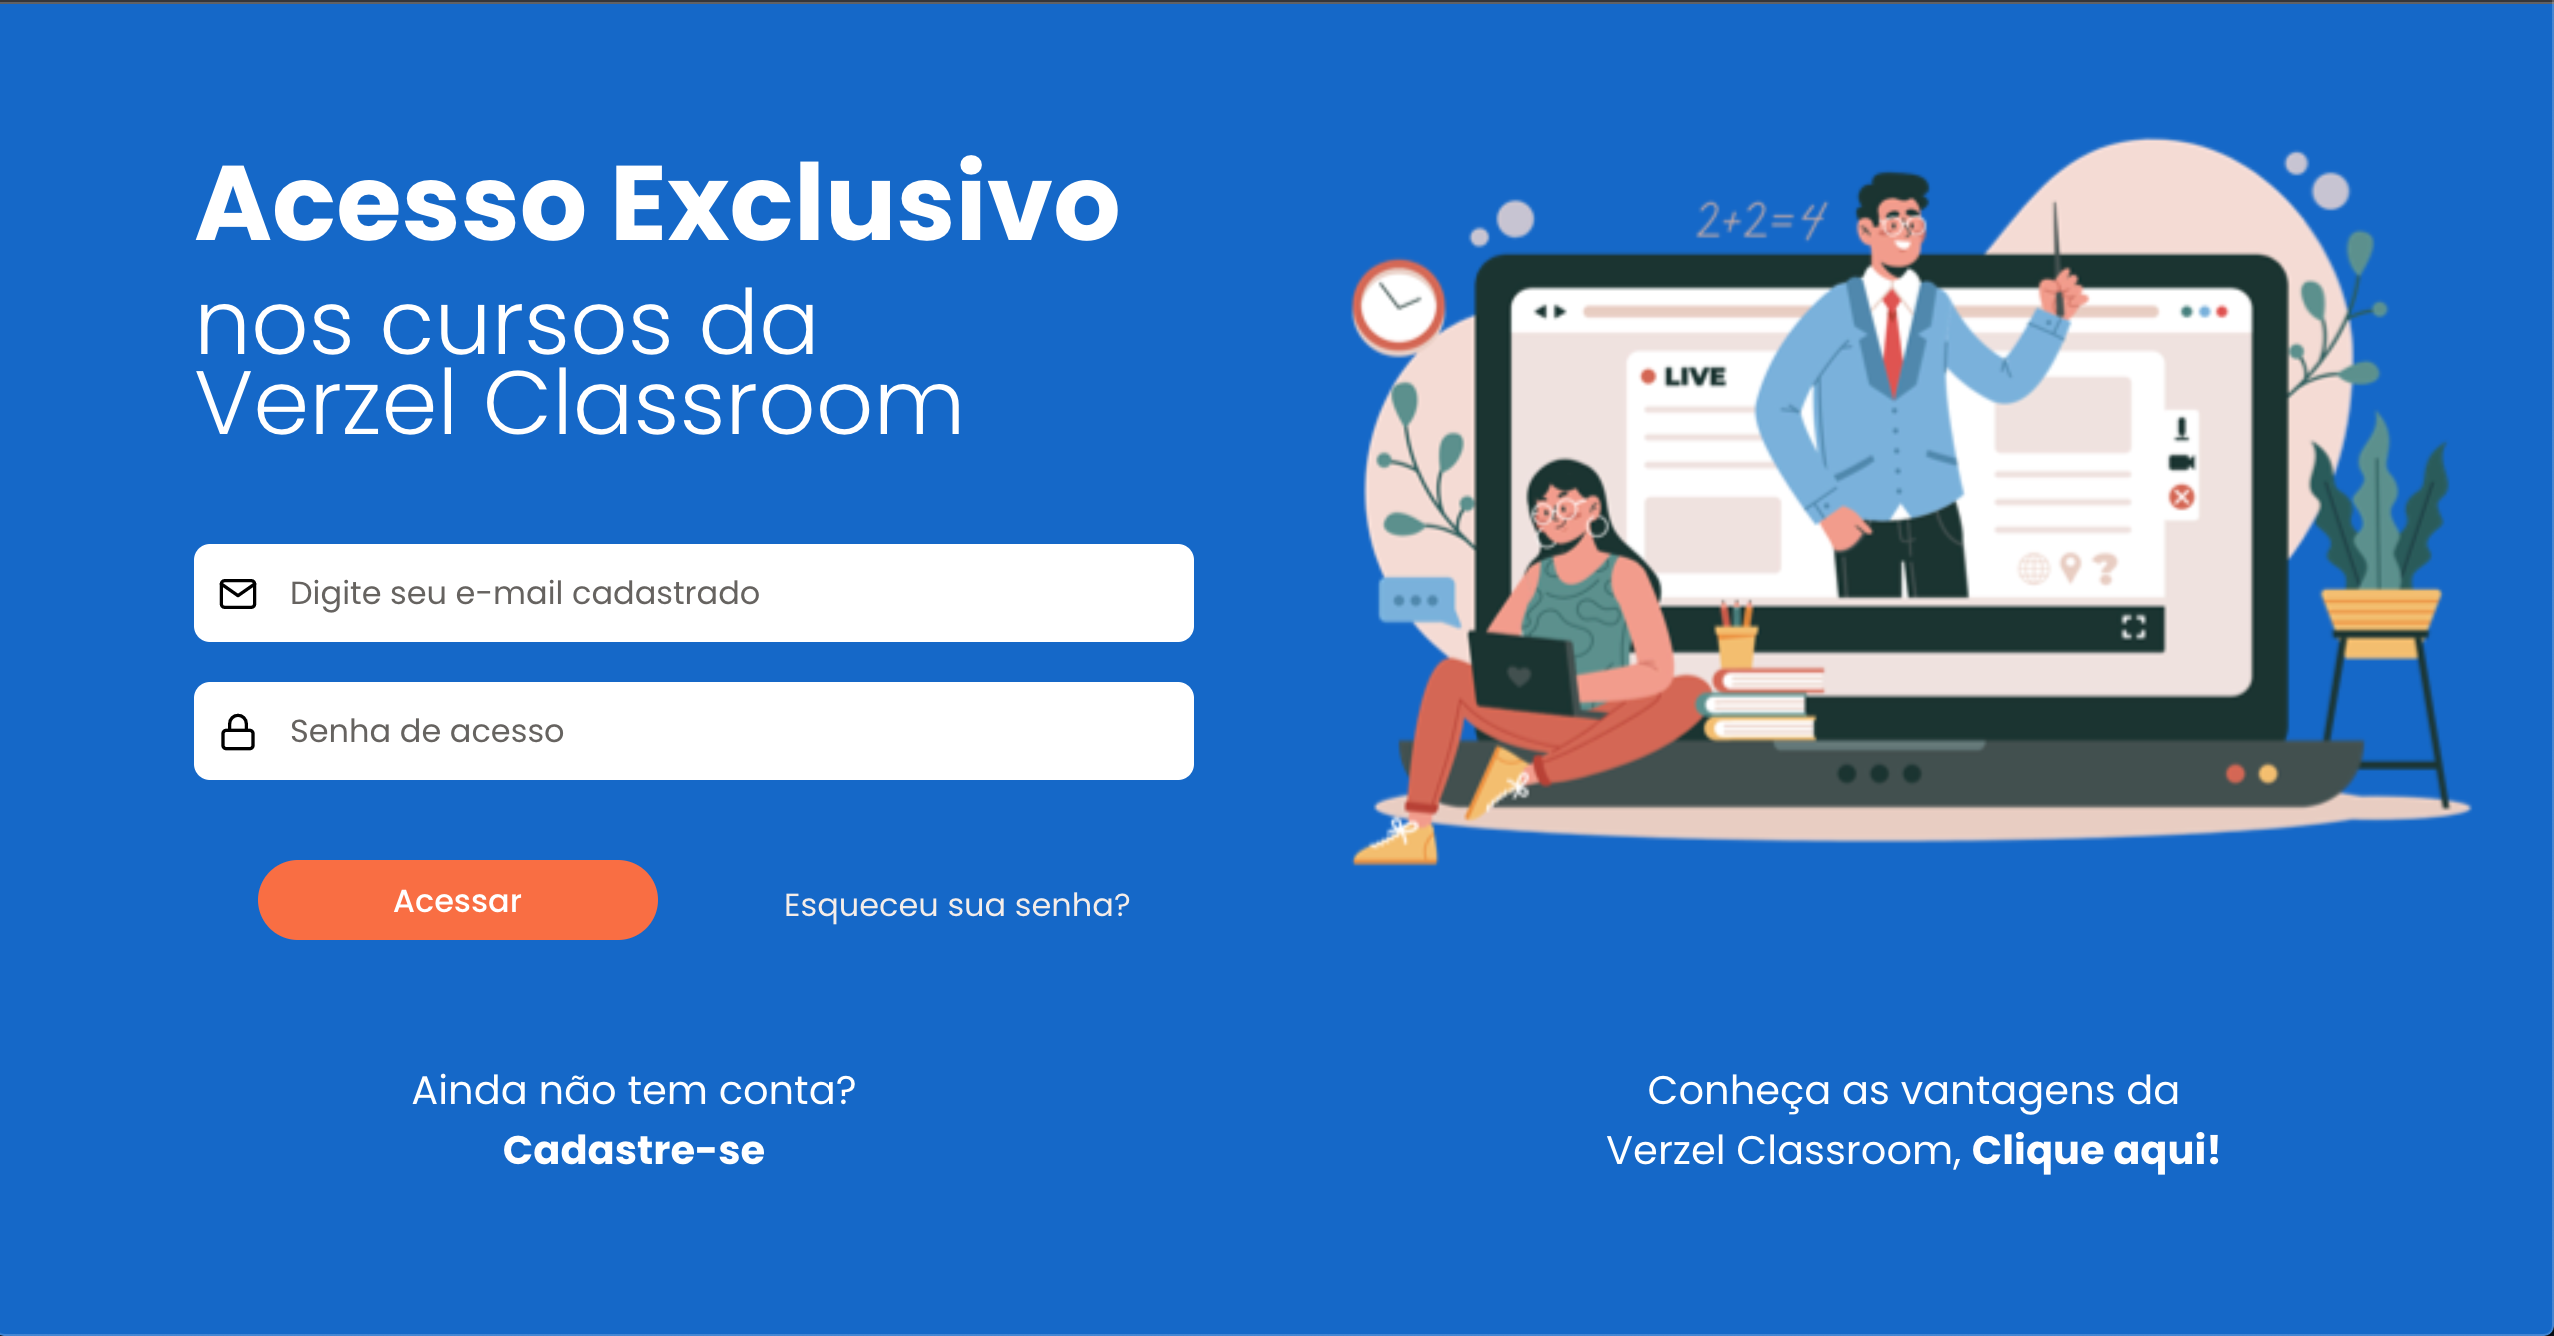 Acesso Exclusivo
nos cursos da
Verzel Classroom
Digite seu e-mail cadastrado
Senha de acesso
Acessar
Esqueceu sua senha?
Ainda não tem conta?
Cadastre-se
2+2=4
LIVE
?
Conheça as vantagens da
Verzel Classroom, Clique aqui!